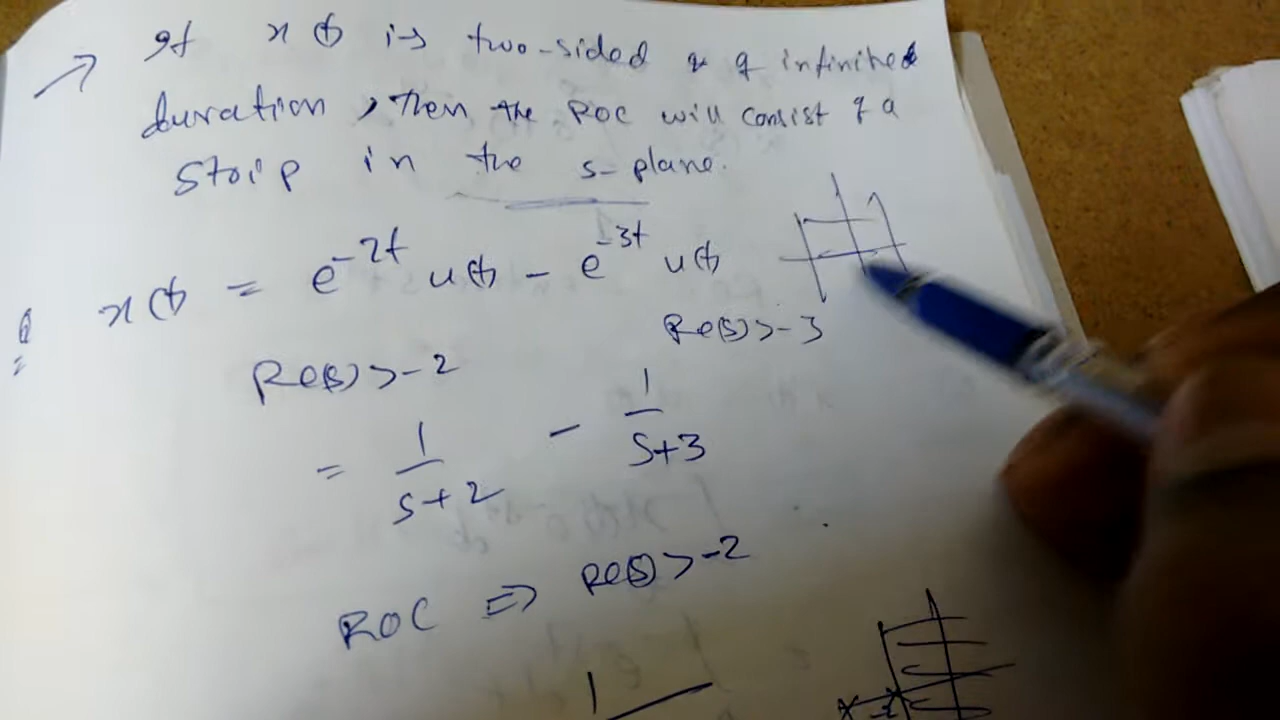 → If x(t) is two-sided & of infinite
duration, then the ROC will consist of a
strip in the s-plane.
x(t) = e^{-2t} u(t) - e^{-3t} u(t)
Re(s) > -2 Re(s) > -3
= 1/(s+2) - 1/(s+3)
ROC ⇒ Re(s) > -2
1